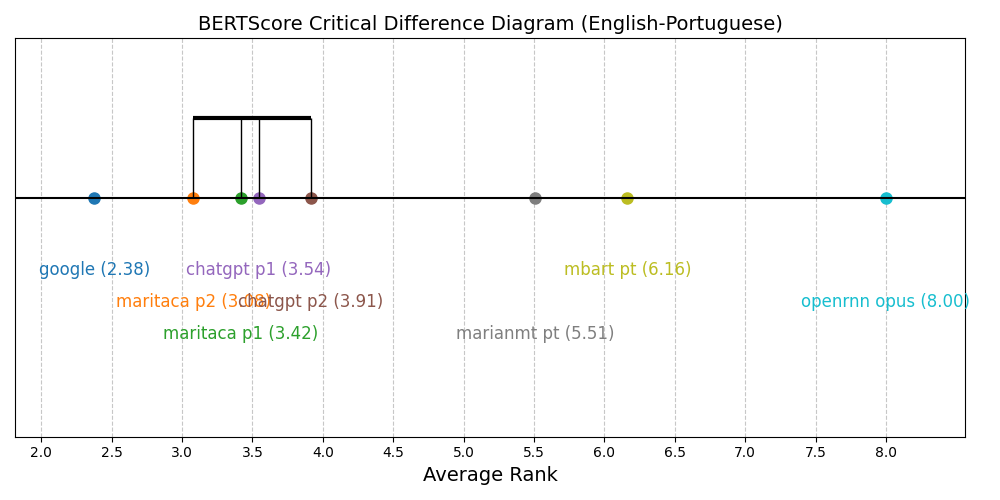 BERTScore Critical Difference Diagram (English-Portuguese)
google (2.38)
chatgpt p1 (3.54)
mbart pt (6.16)
maritaca p2
chatgpt p2 (3.91)
openrnn opus (8.00)
maritaca p1 (3.42)
marianmt pt (5.51)
2.0 2.5 3.0 3.5 4.0 4.5 5.0 5.5 6.0 6.5 7.0 7.5 8.0
Average Rank